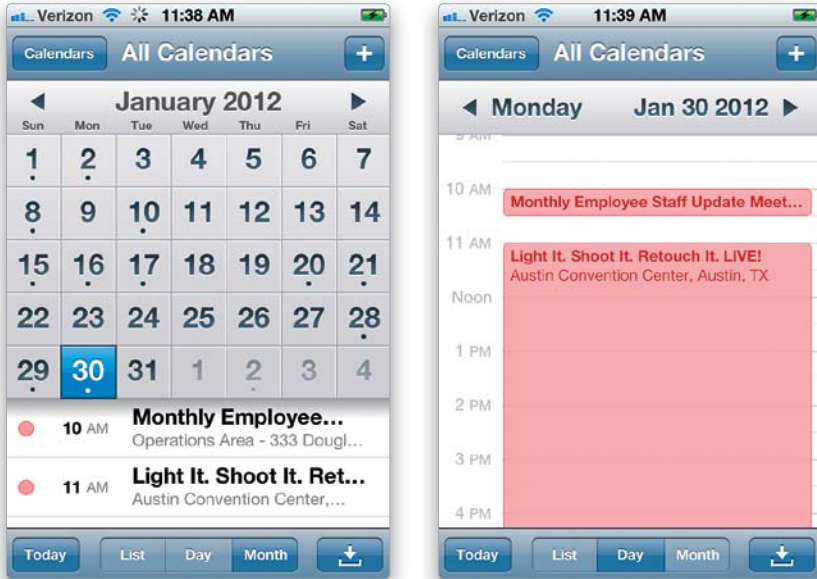 Verizon 11:38 AM
Calendars All Calendars +
January 2012
Sun Mon Tue Wed Thu Fri Sat
1 2 3 4 5 6 7
8 9 10 11 12 13 14
15 16 17 18 19 20 21
22 23 24 25 26 27 28
29 30 31 1 2 3 4
10 AM Monthly Employee...
Operations Area - 333 Dougl...
11 AM Light It. Shoot It. Ret...
Austin Convention Center,...
Today List Day Month
Verizon 11:39 AM
Calendars All Calendars +
Monday Jan 30 2012
9 AM
10 AM Monthly Employee Staff Update Meet...
11 AM Light It. Shoot It. Retouch It. LIVE!
Austin Convention Center, Austin, TX
Noon
1 PM
2 PM
3 PM
4 PM
Today List Day Month